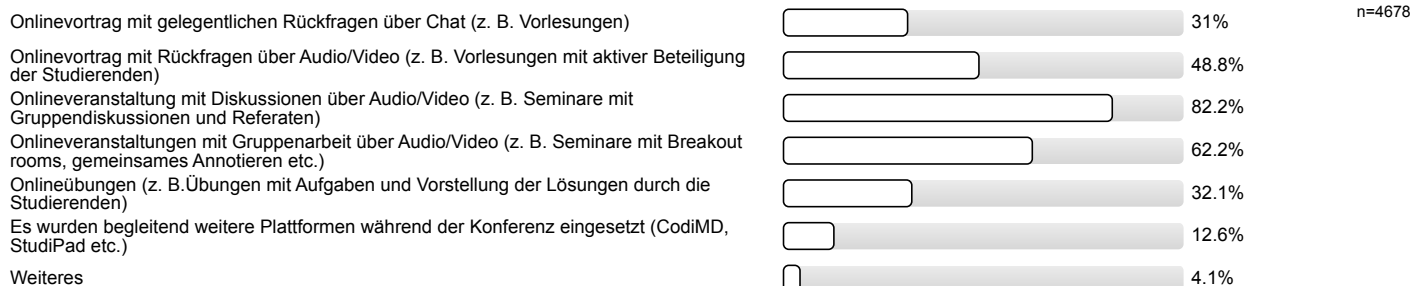 Onlinevortrag mit gelegentlichen Rückfragen über Chat (z. B. Vorlesungen) 31% n=4678
Onlinevortrag mit Rückfragen über Audio/Video (z. B. Vorlesungen mit aktiver Beteiligung
der Studierenden) 48.8%
Onlineveranstaltung mit Diskussionen über Audio/Video (z. B. Seminare mit
Gruppendiskussionen und Referaten) 82.2%
Onlineveranstaltungen mit Gruppenarbeit über Audio/Video (z. B. Seminare mit Breakout
rooms, gemeinsames Annotieren etc.) 62.2%
Onlineübungen (z. B.Übungen mit Aufgaben und Vorstellung der Lösungen durch die
Studierenden) 32.1%
Es wurden begleitend weitere Plattformen während der Konferenz eingesetzt (CodiMD,
StudiPad etc.) 12.6%
Weiteres 4.1%